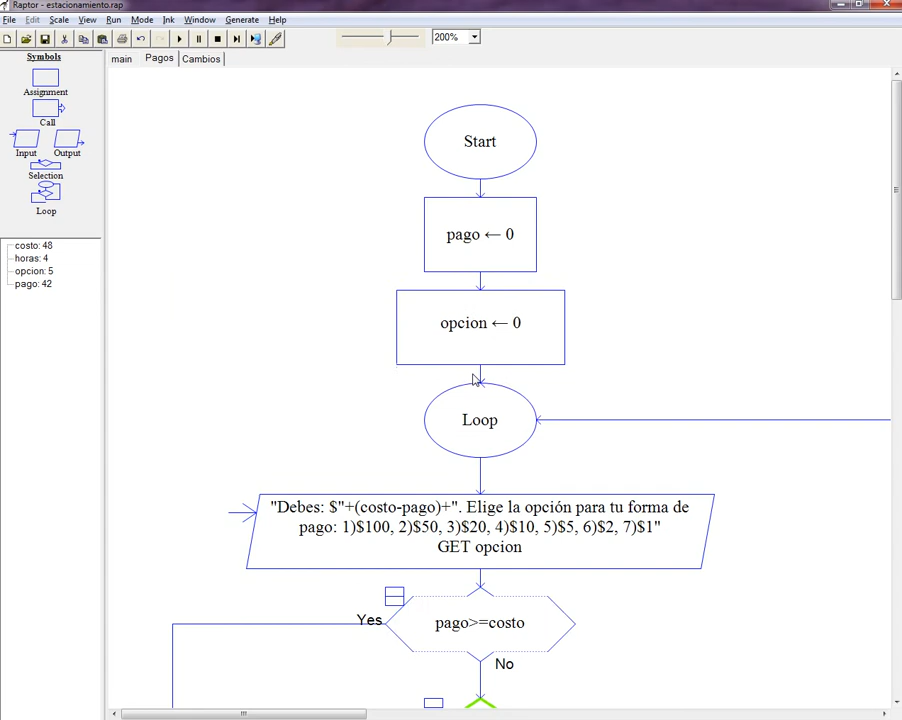 Raptor - estacionamiento.rap
File Edit Scale View Run Mode Ink Window Generate Help
200%
Symbols
main Pagos Cambios
Assignment
Call
Input Output
Selection
Loop
costo: 48
horas: 4
opcion: 5
pago: 42
Start
pago ← 0
opcion ← 0
Loop
"Debes: $"+(costo-pago)+". Elige la opción para tu forma de
pago: 1)$100, 2)$50, 3)$20, 4)$10, 5)$5, 6)$2, 7)$1"
GET opcion
Yes
pago>=costo
No